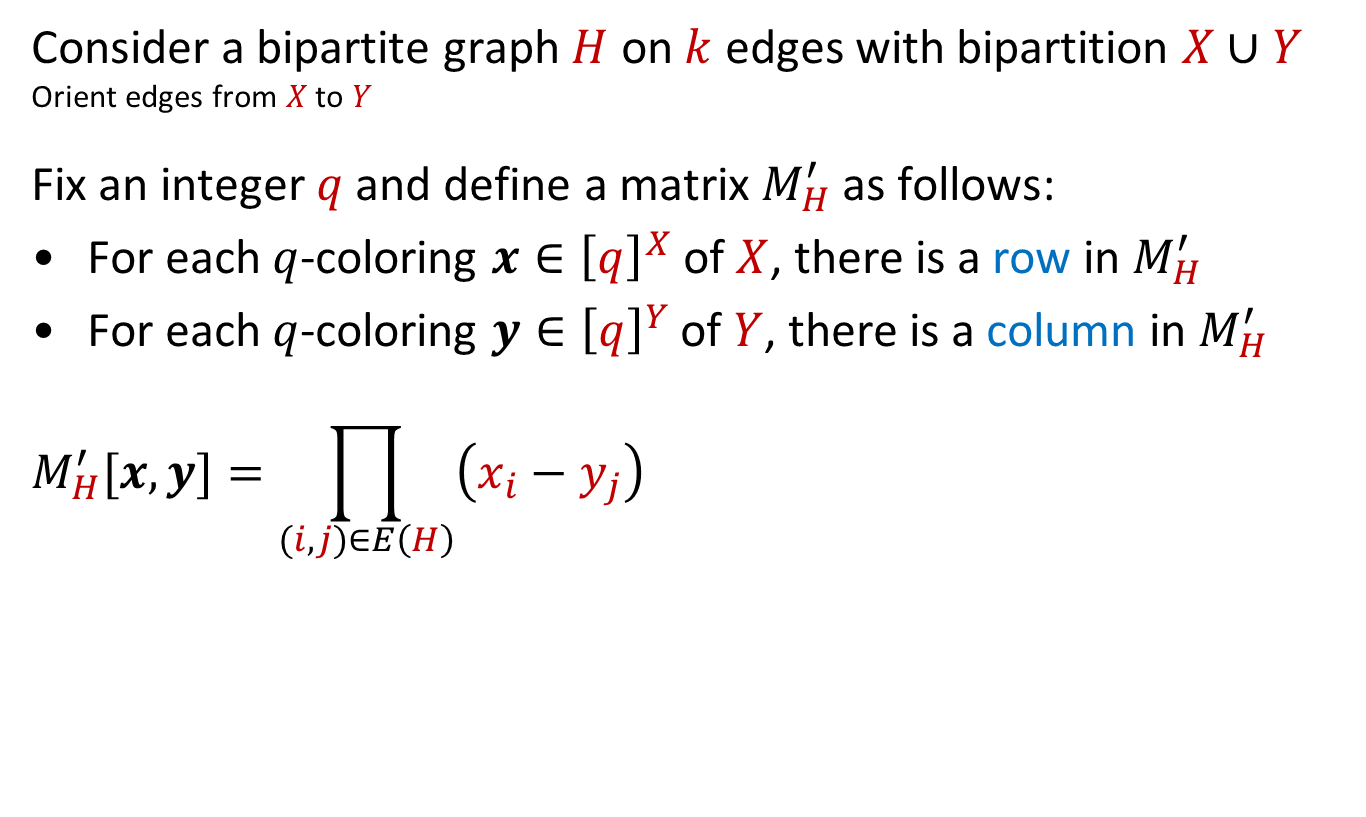 Consider a bipartite graph H on k edges with bipartition X ∪ Y
Orient edges from X to Y
Fix an integer q and define a matrix M′_H as follows:
• For each q-coloring x ∈ [q]^X of X, there is a row in M′_H
• For each q-coloring y ∈ [q]^Y of Y, there is a column in M′_H
M′_H[x, y] = ∏_{(i,j)∈E(H)} (x_i − y_j)